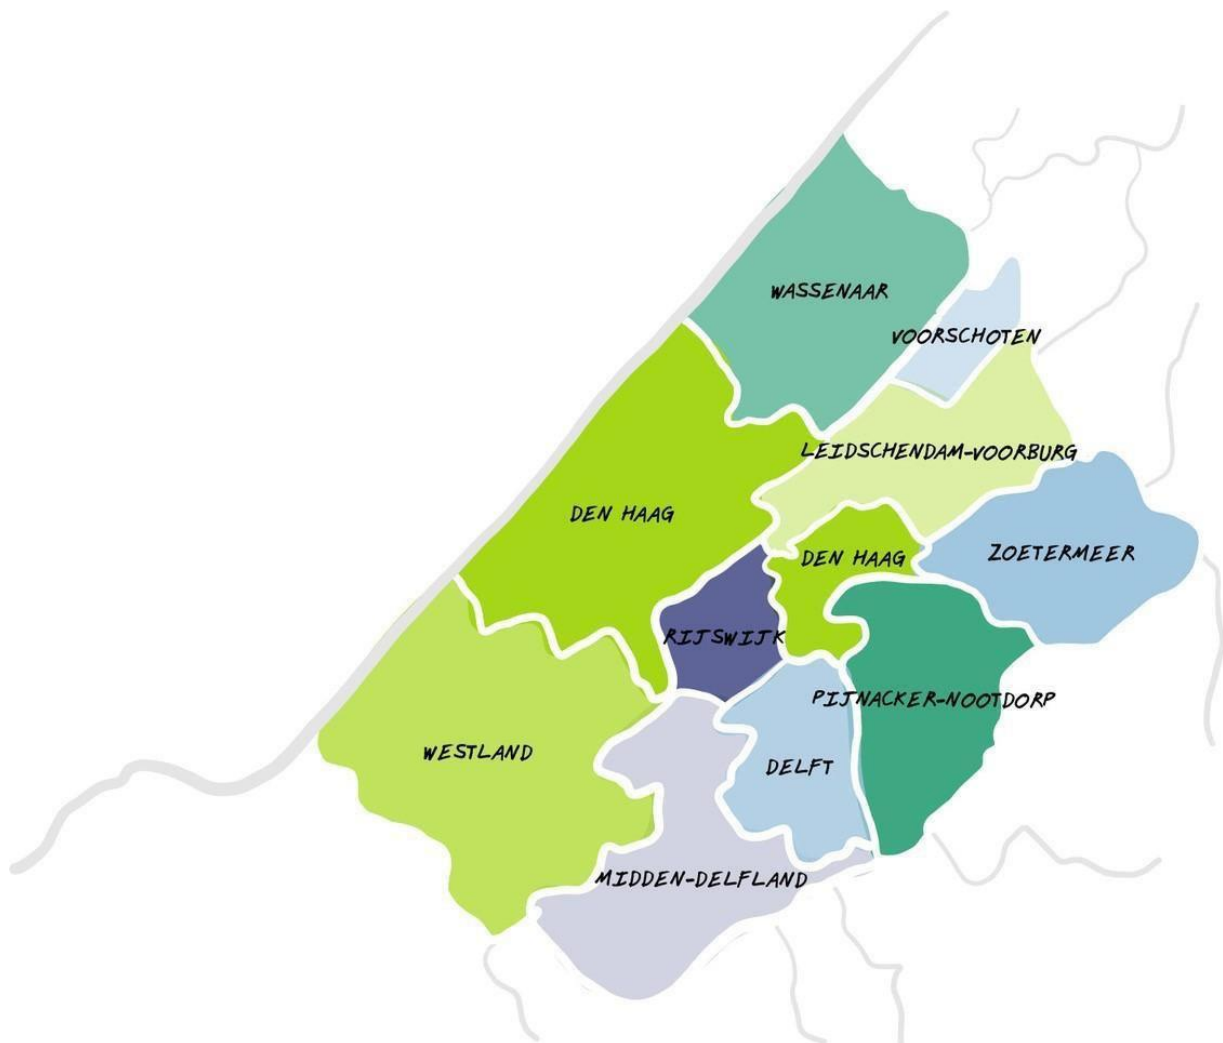 WASSENAAR
VOORSCHOTEN
LEIDSCHENDAM-VOORBURG
DEN HAAG
DEN HAAG
ZOETERMEER
RIJSWIJK
PIJNACKER-NOOTDORP
WESTLAND
DELFT
MIDDEN-DELFLAND